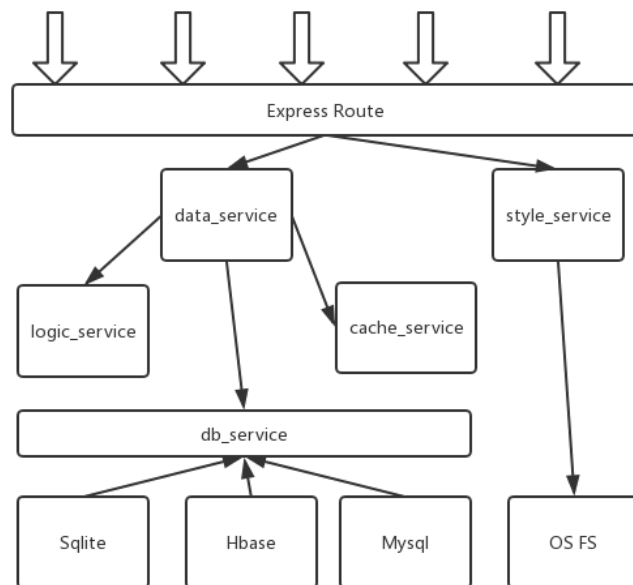 Express Route
data_service
style_service
logic_service
cache_service
db_service
Sqlite
Hbase
Mysql
OS FS